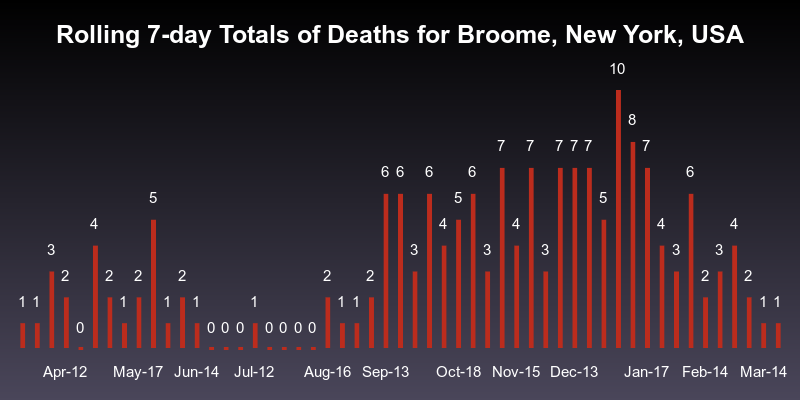 Rolling 7-day Totals of Deaths for Broome, New York, USA
1 1 3 2 0 4 2 1 2 5 1 2 1 0 0 0 1 0 0 0 0 2 1 1 2 6 6 3 6 4 5 6 3 7 4 7 3 7 7 7 5 10 8 7 4 3 6 2 3 4 2 1 1
Apr-12 May-17 Jun-14 Jul-12 Aug-16 Sep-13 Oct-18 Nov-15 Dec-13 Jan-17 Feb-14 Mar-14